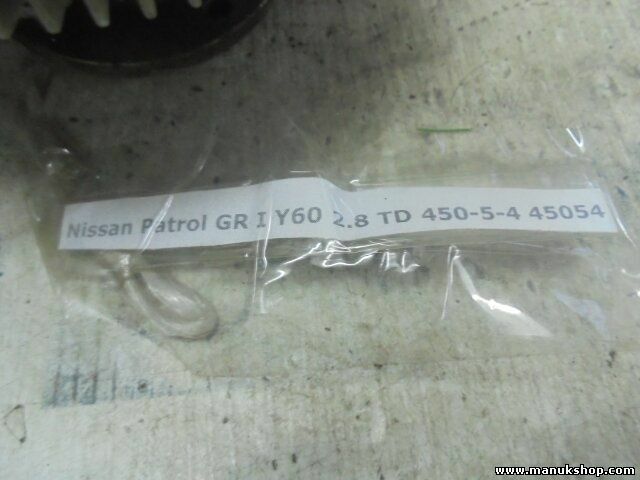 Nissan Patrol GR I Y60 2.8 TD 450-5-4 45054
www.manukshop.com